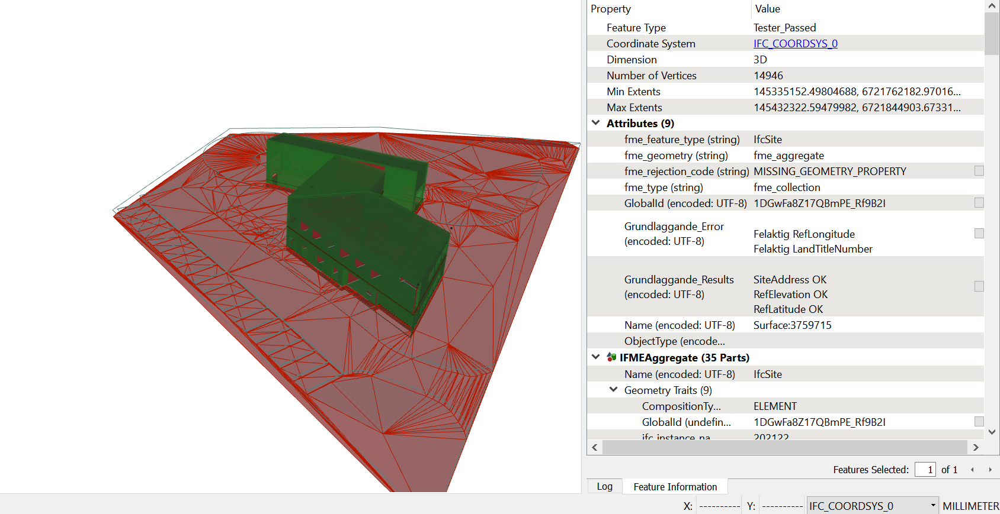 Property Value
Feature Type Tester_Passed
Coordinate System IFC_COORDSYS_0
Dimension 3D
Number of Vertices 14946
Min Extents 145335152.49804688, 6721762182.97016...
Max Extents 145432322.59479982, 6721844903.67331...
Attributes (9)
fme_feature_type (string) IfcSite
fme_geometry (string) fme_aggregate
fme_rejection_code (string) MISSING_GEOMETRY_PROPERTY
fme_type (string) fme_collection
GlobalId (encoded: UTF-8) 1DGwFa8Z17QBmPE_Rf9B2I
Grundlaggande_Error
(encoded: UTF-8)
Felaktig RefLongitude
Felaktig LandTitleNumber
Grundlaggande_Results
(encoded: UTF-8)
SiteAddress OK
RefElevation OK
RefLatitude OK
Name (encoded: UTF-8) Surface:3759715
ObjectType (encode...
IFMEAggregate (35 Parts)
Name (encoded: UTF-8) IfcSite
Geometry Traits (9)
CompositionTy... ELEMENT
GlobalId (undefin... 1DGwFa8Z17QBmPE_Rf9B2I
ifc_instance_na... 202122
Features Selected: 1 of 1
Log Feature Information
X: ---------- Y: ---------- IFC_COORDSYS_0 MILLIMETER